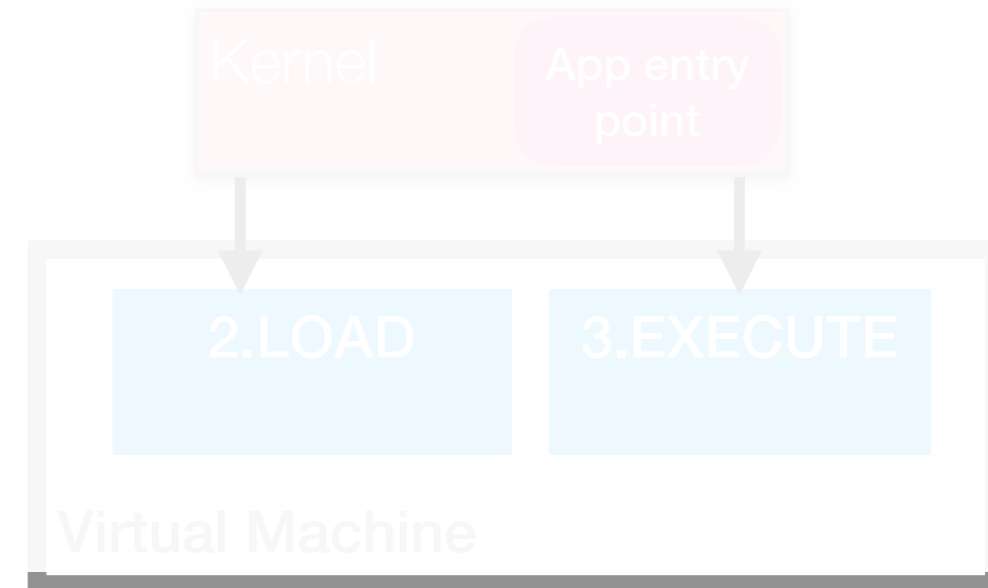 Kernel
App entry
point
2.LOAD
3.EXECUTE
Virtual Machine